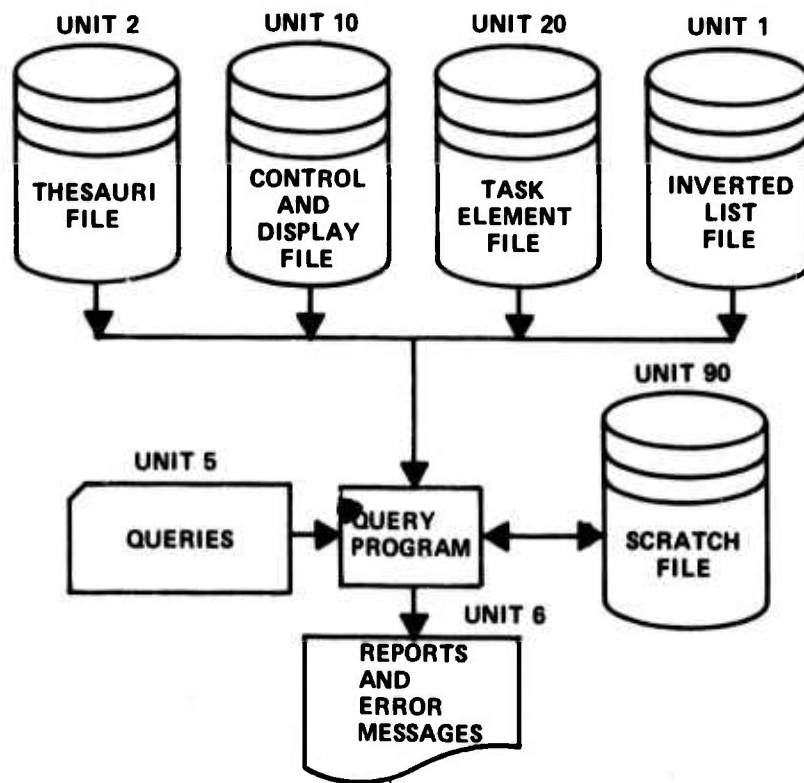 UNIT 2
UNIT 10
UNIT 20
UNIT 1
THESAURI
FILE
CONTROL
AND
DISPLAY
FILE
TASK
ELEMENT
FILE
INVERTED
LIST
FILE
UNIT 90
UNIT 5
QUERIES
QUERY
PROGRAM
SCRATCH
FILE
UNIT 6
REPORTS
AND
ERROR
MESSAGES